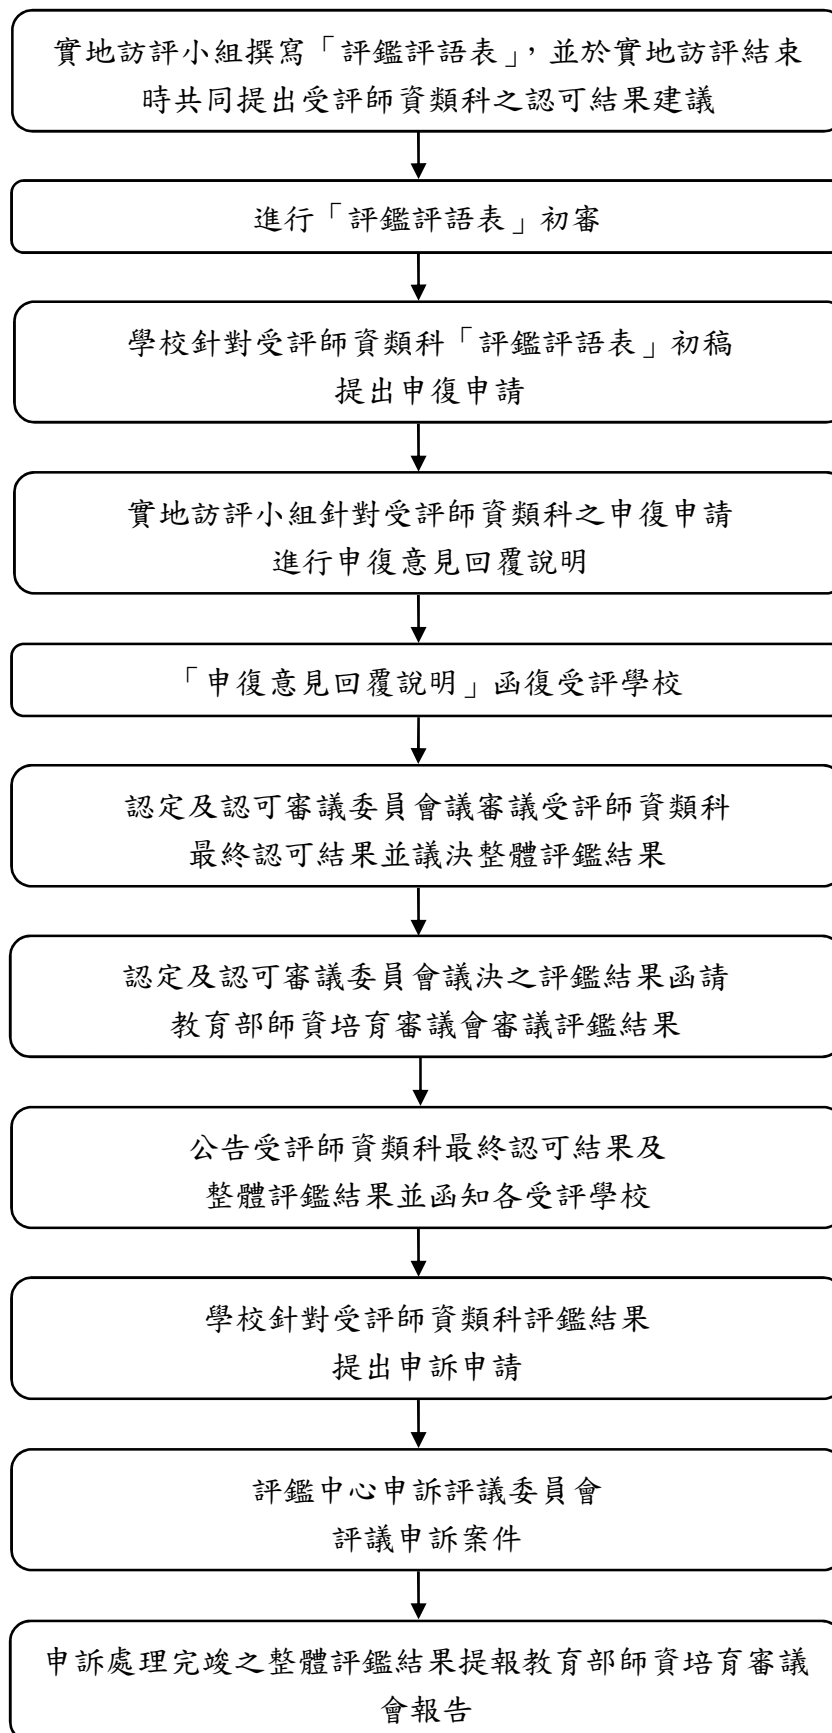 實地訪評小組撰寫「評鑑評語表」，並於實地訪評結束
時共同提出受評師資類科之認可結果建議
進行「評鑑評語表」初審
學校針對受評師資類科「評鑑評語表」初稿
提出申復申請
實地訪評小組針對受評師資類科之申復申請
進行申復意見回覆說明
「申復意見回覆說明」函復受評學校
認定及認可審議委員會議審議受評師資類科
最終認可結果並議決整體評鑑結果
認定及認可審議委員會議決之評鑑結果函請
教育部師資培育審議會審議評鑑結果
公告受評師資類科最終認可結果及
整體評鑑結果並函知各受評學校
學校針對受評師資類科評鑑結果
提出申訴申請
評鑑中心申訴評議委員會
評議申訴案件
申訴處理完竣之整體評鑑結果提報教育部師資培育審議
會報告